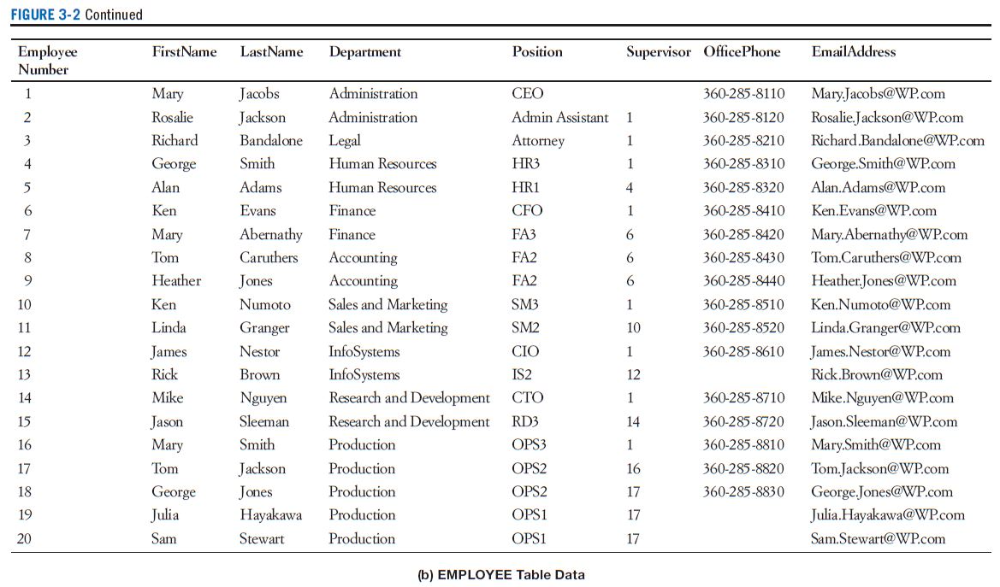 FIGURE 3-2 Continued
Employee Number FirstName LastName Department Position Supervisor OfficePhone EmailAddress
1 Mary Jacobs Administration CEO 360-285-8110 Mary.Jacobs@WP.com
2 Rosalie Jackson Administration Admin Assistant 1 360-285-8120 Rosalie.Jackson@WP.com
3 Richard Bandalone Legal Attorney 1 360-285-8210 Richard.Bandalone@WP.com
4 George Smith Human Resources HR3 1 360-285-8310 George.Smith@WP.com
5 Alan Adams Human Resources HR1 4 360-285-8320 Alan.Adams@WP.com
6 Ken Evans Finance CFO 1 360-285-8410 Ken.Evans@WP.com
7 Mary Abernathy Finance FA3 6 360-285-8420 Mary.Abernathy@WP.com
8 Tom Caruthers Accounting FA2 6 360-285-8430 Tom.Caruthers@WP.com
9 Heather Jones Accounting FA2 6 360-285-8440 Heather.Jones@WP.com
10 Ken Numoto Sales and Marketing SM3 1 360-285-8510 Ken.Numoto@WP.com
11 Linda Granger Sales and Marketing SM2 10 360-285-8520 Linda.Granger@WP.com
12 James Nestor InfoSystems CIO 1 360-285-8610 James.Nestor@WP.com
13 Rick Brown InfoSystems IS2 12 Rick.Brown@WP.com
14 Mike Nguyen Research and Development CTO 1 360-285-8710 Mike.Nguyen@WP.com
15 Jason Sleeman Research and Development RD3 14 360-285-8720 Jason.Sleeman@WP.com
16 Mary Smith Production OPS3 1 360-285-8810 Mary.Smith@WP.com
17 Tom Jackson Production OPS2 16 360-285-8820 Tom.Jackson@WP.com
18 George Jones Production OPS2 17 360-285-8830 George.Jones@WP.com
19 Julia Hayakawa Production OPS1 17 Julia.Hayakawa@WP.com
20 Sam Stewart Production OPS1 17 Sam.Stewart@WP.com
(b) EMPLOYEE Table Data